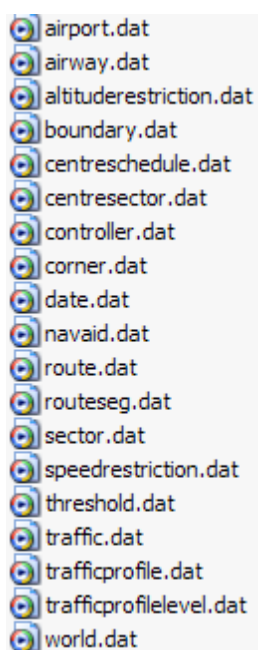 airport.dat
airway.dat
altituderestriction.dat
boundary.dat
centreschedule.dat
centresector.dat
controller.dat
corner.dat
date.dat
navaid.dat
route.dat
routeseg.dat
sector.dat
speedrestriction.dat
threshold.dat
traffic.dat
trafficprofile.dat
trafficprofilelevel.dat
world.dat